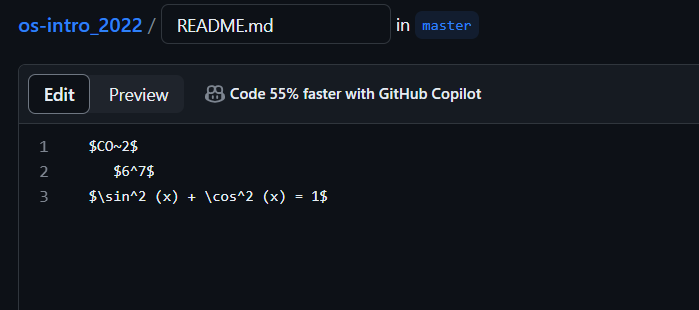 os-intro_2022 / README.md in master
Edit Preview Code 55% faster with GitHub Copilot
1 $CO~2$
2 $6^7$
3 $\sin^2 (x) + \cos^2 (x) = 1$